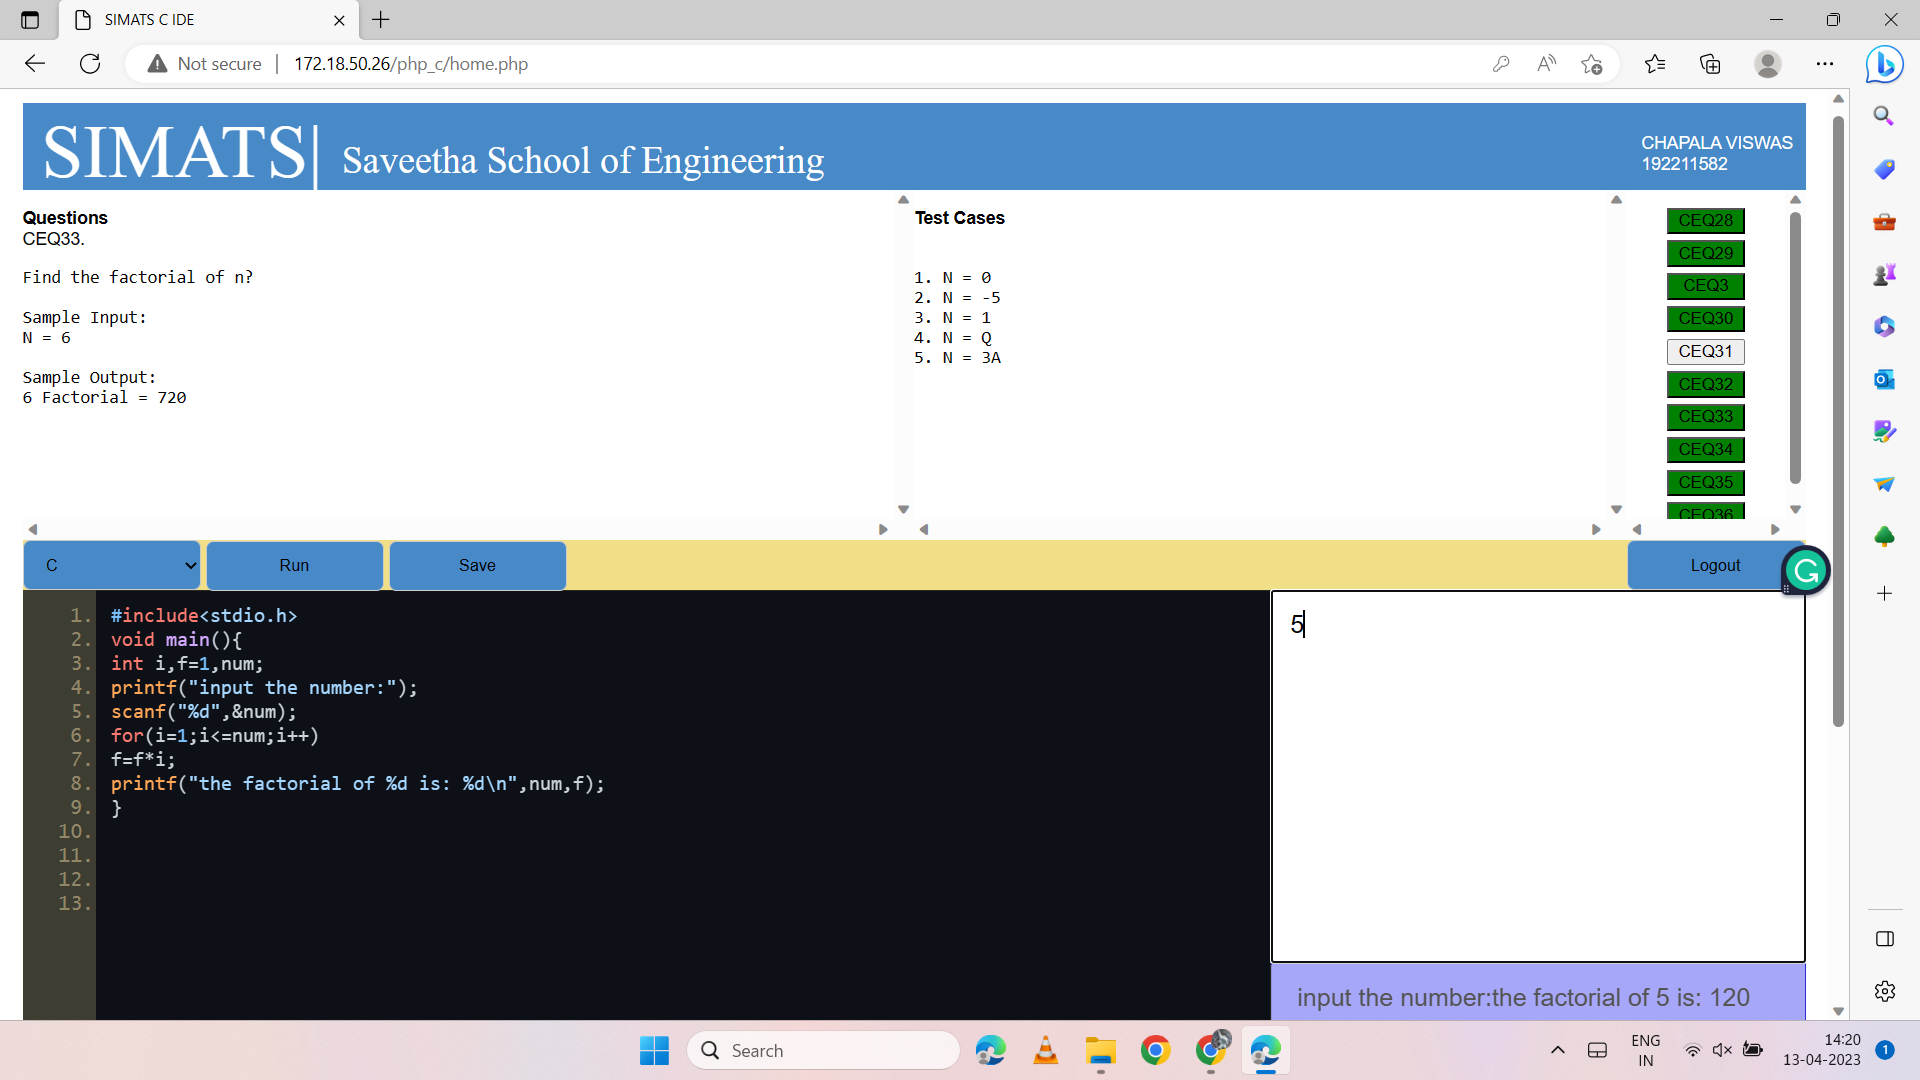 SIMATS C IDE
Not secure
172.18.50.26/php_c/home.php
SIMATS| Saveetha School of Engineering
CHAPALA VISWAS
192211582
Questions
CEQ33.
Find the factorial of n?
Sample Input:
N = 6
Sample Output:
6 Factorial = 720
Test Cases
1. N = 0
2. N = -5
3. N = 1
4. N = Q
5. N = 3A
CEQ28
CEQ29
CEQ3
CEQ30
CEQ31
CEQ32
CEQ33
CEQ34
CEQ35
CEQ36
C
Run
Save
Logout
1. #include<stdio.h>
2. void main(){
3. int i,f=1,num;
4. printf("input the number:");
5. scanf("%d",&num);
6. for(i=1;i<=num;i++)
7. f=f*i;
8. printf("the factorial of %d is: %d\n",num,f);
9. }
10.
11.
12.
13.
5
input the number:the factorial of 5 is: 120
Search
ENG
IN
14:20
13-04-2023
1